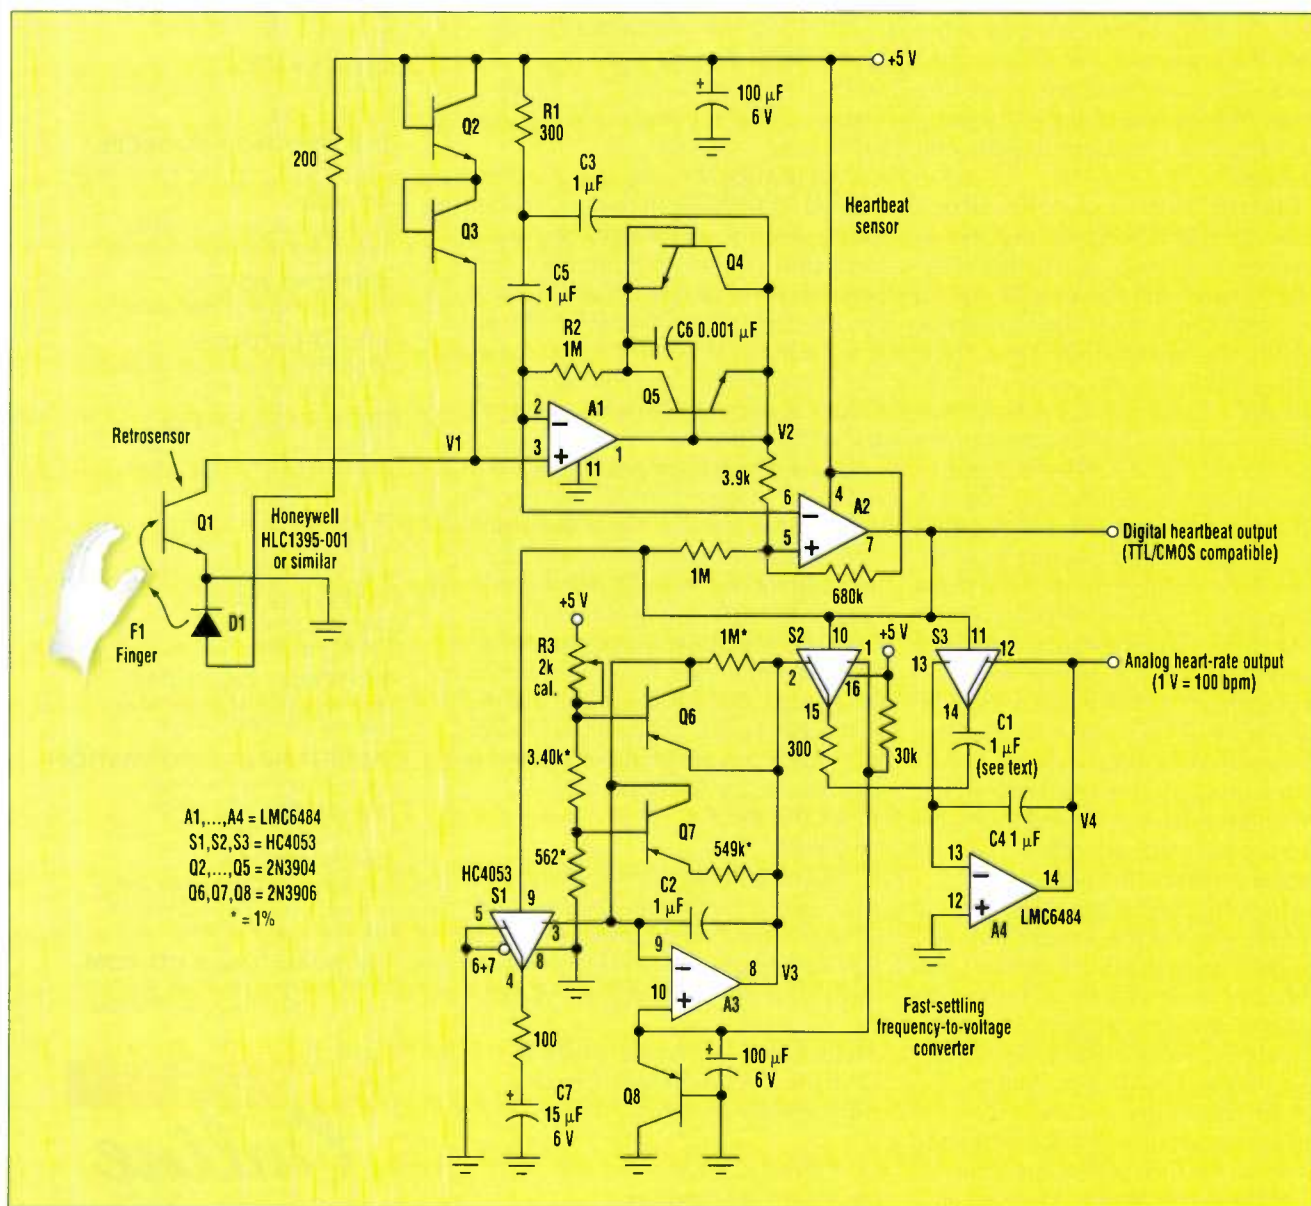 +5 V
100 µF
6 V
R1
300
Q2
200
C3
1 µF
Q3
Heartbeat
sensor
Q4
C5
1 µF
C6 0.001 µF
R2
1M
Q5
A1
2
3
1
11
V1
V2
Retrosensor
3.9k
6
4
A2
5
7
Q1
Honeywell
HLC1395-001
or similar
Digital heartbeat output
(TTL/CMOS compatible)
1M
680k
D1
F1
Finger
+5 V
R3
2k
cal.
1M*
S2
10
+5 V
1
S3
11
12
2
16
13
Analog heart-rate output
(1 V = 100 bpm)
15
14
Q6
300
30k
C1
1 µF
(see text)
3.40k*
C4 1 µF
V4
Q7
549k*
A1,...,A4 = LMC6484
S1,S2,S3 = HC4053
Q2,...,Q5 = 2N3904
Q6,Q7,Q8 = 2N3906
* = 1%
562*
HC4053
S1
9
C2
1 µF
13
14
12
LMC6484
A4
5
3
6+7
8
4
9
8
10
V3
A3
Fast-settling
frequency-to-voltage
converter
100
100 µF
6 V
Q8
C7
15 µF
6 V